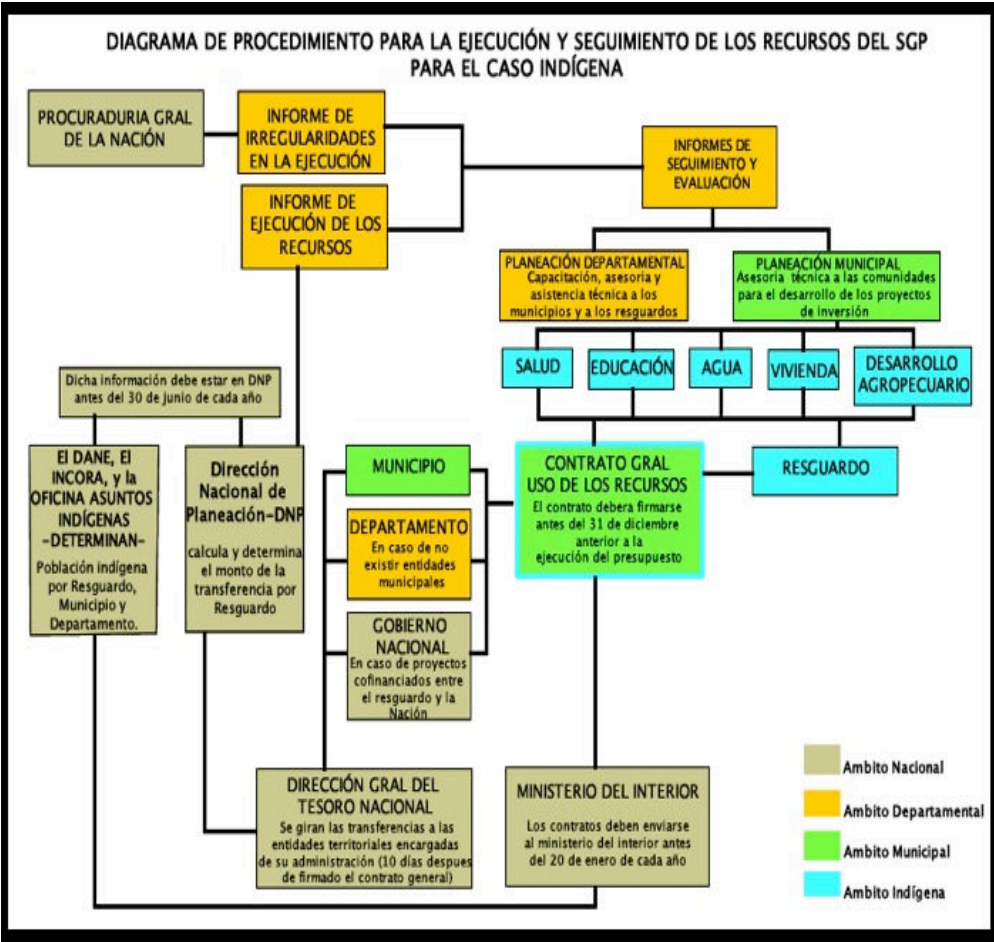 DIAGRAMA DE PROCEDIMIENTO PARA LA EJECUCIÓN Y SEGUIMIENTO DE LOS RECURSOS DEL SGP
PARA EL CASO INDÍGENA
PROCURADURIA GRAL
DE LA NACIÓN
INFORME DE
IRREGULARIDADES
EN LA EJECUCIÓN
INFORME DE
EJECUCIÓN DE LOS
RECURSOS
INFORMES DE
SEGUIMIENTO Y
EVALUACIÓN
PLANEACIÓN DEPARTAMENTAL
Capacitación, asesoria y
asistencia técnica a los
municipios y a los resguardos
PLANEACIÓN MUNICIPAL
Asesoria técnica a las comunidades
para el desarrollo de los proyectos
de inversión
SALUD
EDUCACIÓN
AGUA
VIVIENDA
DESARROLLO
AGROPECUARIO
Dicha información debe estar en DNP
antes del 30 de junio de cada año
El DANE, El
INCORA, y la
OFICINA ASUNTOS
INDÍGENAS
-DETERMINAN-
Población indígena
por Resguardo,
Municipio y
Departamento.
Dirección
Nacional de
Planeación-DNP
calcula y determina
el monto de la
transferencia por
Resguardo
MUNICIPIO
DEPARTAMENTO
En caso de no
existir entidades
municipales
GOBIERNO
NACIONAL
En caso de proyectos
cofinanciados entre
el resguardo y la
Nación
CONTRATO GRAL
USO DE LOS RECURSOS
El contrato debera firmarse
antes del 31 de diciembre
anterior a la
ejecución del presupuesto
RESGUARDO
DIRECCIÓN GRAL DEL
TESORO NACIONAL
Se giran las transferencias a las
entidades territoriales encargadas
de su administración (10 días despues
de firmado el contrato general)
MINISTERIO DEL INTERIOR
Los contratos deben enviarse
al ministerio del interior antes
del 20 de enero de cada año
Ambito Nacional
Ambito Departamental
Ambito Municipal
Ambito Indígena